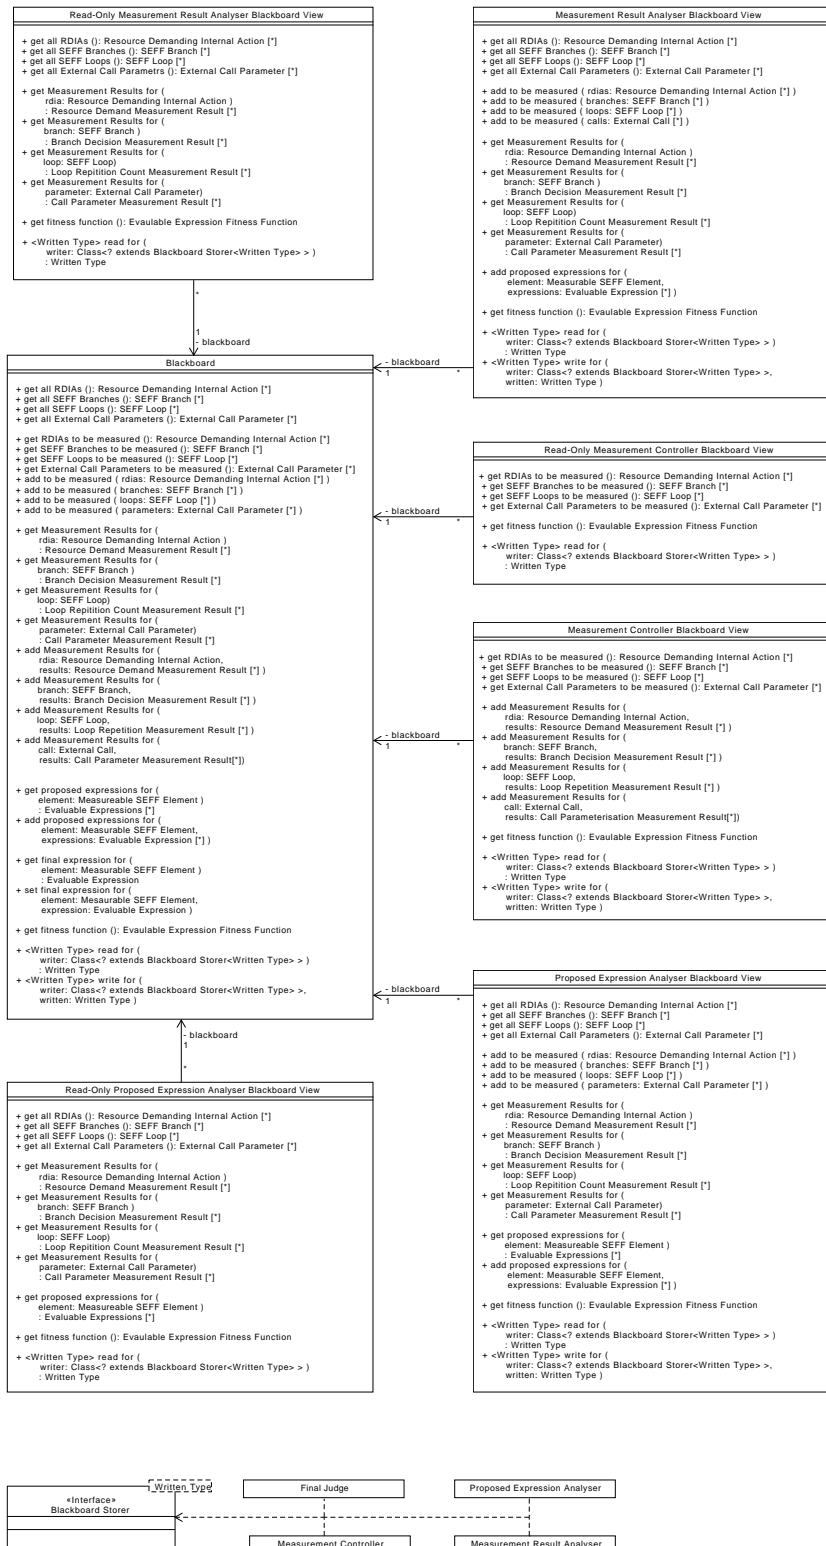 Read-Only Measurement Result Analyser Blackboard View
+ get all RDIAs (): Resource Demanding Internal Action [*]
+ get all SEFF Branches (): SEFF Branch [*]
+ get all SEFF Loops (): SEFF Loop [*]
+ get all External Call Parametrs (): External Call Parameter [*]
+ get Measurement Results for (
rdia: Resource Demanding Internal Action )
: Resource Demand Measurement Result [*]
+ get Measurement Results for (
branch: SEFF Branch )
: Branch Decision Measurement Result [*]
+ get Measurement Results for (
loop: SEFF Loop)
: Loop Repitition Count Measurement Result [*]
+ get Measurement Results for (
parameter: External Call Parameter)
: Call Parameter Measurement Result [*]
+ get fitness function (): Evaulable Expression Fitness Function
+ <Written Type> read for (
writer: Class<? extends Blackboard Storer<Written Type> > )
: Written Type
*
1
- blackboard
Blackboard
+ get all RDIAs (): Resource Demanding Internal Action [*]
+ get all SEFF Branches (): SEFF Branch [*]
+ get all SEFF Loops (): SEFF Loop [*]
+ get all External Call Parameters (): External Call Parameter [*]
+ get RDIAs to be measured (): Resource Demanding Internal Action [*]
+ get SEFF Branches to be measured (): SEFF Branch [*]
+ get SEFF Loops to be measured (): SEFF Loop [*]
+ get External Call Parameters to be measured (): External Call Parameter [*]
+ add to be measured ( rdias: Resource Demanding Internal Action [*] )
+ add to be measured ( branches: SEFF Branch [*] )
+ add to be measured ( loops: SEFF Loop [*] )
+ add to be measured ( parameters: External Call Parameter [*] )
+ get Measurement Results for (
rdia: Resource Demanding Internal Action )
: Resource Demand Measurement Result [*]
+ get Measurement Results for (
branch: SEFF Branch )
: Branch Decision Measurement Result [*]
+ get Measurement Results for (
loop: SEFF Loop)
: Loop Repitition Count Measurement Result [*]
+ get Measurement Results for (
parameter: External Call Parameter)
: Call Parameter Measurement Result [*]
+ add Measurement Results for (
rdia: Resource Demanding Internal Action,
results: Resource Demand Measurement Result [*] )
+ add Measurement Results for (
branch: SEFF Branch,
results: Branch Decision Measurement Result [*] )
+ add Measurement Results for (
loop: SEFF Loop,
results: Loop Repetition Measurement Result [*] )
+ add Measurement Results for (
call: External Call,
results: Call Parameter Measurement Result[*])
+ get proposed expressions for (
element: Measureable SEFF Element )
: Evaluable Expressions [*]
+ add proposed expressions for (
element: Measurable SEFF Element,
expressions: Evaluable Expression [*] )
+ get final expression for (
element: Measurable SEFF Element )
: Evaluable Expression
+ set final expression for (
element: Mesaurable SEFF Element,
expression: Evaluable Expression )
+ get fitness function (): Evaulable Expression Fitness Function
+ <Written Type> read for (
writer: Class<? extends Blackboard Storer<Written Type> > )
: Written Type
+ <Written Type> write for (
writer: Class<? extends Blackboard Storer<Written Type> >,
written: Written Type )
- blackboard
1
*
Read-Only Proposed Expression Analyser Blackboard View
+ get all RDIAs (): Resource Demanding Internal Action [*]
+ get all SEFF Branches (): SEFF Branch [*]
+ get all SEFF Loops (): SEFF Loop [*]
+ get all External Call Parameters (): External Call Parameter [*]
+ get Measurement Results for (
rdia: Resource Demanding Internal Action )
: Resource Demand Measurement Result [*]
+ get Measurement Results for (
branch: SEFF Branch )
: Branch Decision Measurement Result [*]
+ get Measurement Results for (
loop: SEFF Loop)
: Loop Repitition Count Measurement Result [*]
+ get Measurement Results for (
parameter: External Call Parameter)
: Call Parameter Measurement Result [*]
+ get proposed expressions for (
element: Measureable SEFF Element )
: Evaluable Expressions [*]
+ get fitness function (): Evaulable Expression Fitness Function
+ <Written Type> read for (
writer: Class<? extends Blackboard Storer<Written Type> > )
: Written Type
Measurement Result Analyser Blackboard View
+ get all RDIAs (): Resource Demanding Internal Action [*]
+ get all SEFF Branches (): SEFF Branch [*]
+ get all SEFF Loops (): SEFF Loop [*]
+ get all External Call Parameters (): External Call Parameter [*]
+ add to be measured ( rdias: Resource Demanding Internal Action [*] )
+ add to be measured ( branches: SEFF Branch [*] )
+ add to be measured ( loops: SEFF Loop [*] )
+ add to be measured ( calls: External Call [*] )
+ get Measurement Results for (
rdia: Resource Demanding Internal Action )
: Resource Demand Measurement Result [*]
+ get Measurement Results for (
branch: SEFF Branch )
: Branch Decision Measurement Result [*]
+ get Measurement Results for (
loop: SEFF Loop)
: Loop Repitition Count Measurement Result [*]
+ get Measurement Results for (
parameter: External Call Parameter)
: Call Parameter Measurement Result [*]
+ add proposed expressions for (
element: Measurable SEFF Element,
expressions: Evaluable Expression [*] )
+ get fitness function (): Evaulable Expression Fitness Function
+ <Written Type> read for (
writer: Class<? extends Blackboard Storer<Written Type> > )
: Written Type
+ <Written Type> write for (
writer: Class<? extends Blackboard Storer<Written Type> >,
written: Written Type )
- blackboard
1 *
Read-Only Measurement Controller Blackboard View
+ get RDIAs to be measured (): Resource Demanding Internal Action [*]
+ get SEFF Branches to be measured (): SEFF Branch [*]
+ get SEFF Loops to be measured (): SEFF Loop [*]
+ get External Call Parameters to be measured (): External Call Parameter [*]
+ get fitness function (): Evaulable Expression Fitness Function
+ <Written Type> read for (
writer: Class<? extends Blackboard Storer<Written Type> > )
: Written Type
- blackboard
1 *
Measurement Controller Blackboard View
+ get RDIAs to be measured (): Resource Demanding Internal Action [*]
+ get SEFF Branches to be measured (): SEFF Branch [*]
+ get SEFF Loops to be measured (): SEFF Loop [*]
+ get External Call Parameters to be measured (): External Call Parameter [*]
+ add Measurement Results for (
rdia: Resource Demanding Internal Action,
results: Resource Demand Measurement Result [*] )
+ add Measurement Results for (
branch: SEFF Branch,
results: Branch Decision Measurement Result [*] )
+ add Measurement Results for (
loop: SEFF Loop,
results: Loop Repetition Measurement Result [*] )
+ add Measurement Results for (
call: External Call,
results: Call Parameterisation Measurement Result[*])
+ get fitness function (): Evaulable Expression Fitness Function
+ <Written Type> read for (
writer: Class<? extends Blackboard Storer<Written Type> > )
: Written Type
+ <Written Type> write for (
writer: Class<? extends Blackboard Storer<Written Type> >,
written: Written Type )
- blackboard
1 *
Proposed Expression Analyser Blackboard View
+ get all RDIAs (): Resource Demanding Internal Action [*]
+ get all SEFF Branches (): SEFF Branch [*]
+ get all SEFF Loops (): SEFF Loop [*]
+ get all External Call Parameters (): External Call Parameter [*]
+ add to be measured ( rdias: Resource Demanding Internal Action [*] )
+ add to be measured ( branches: SEFF Branch [*] )
+ add to be measured ( loops: SEFF Loop [*] )
+ add to be measured ( parameters: External Call Parameter [*] )
+ get Measurement Results for (
rdia: Resource Demanding Internal Action )
: Resource Demand Measurement Result [*]
+ get Measurement Results for (
branch: SEFF Branch )
: Branch Decision Measurement Result [*]
+ get Measurement Results for (
loop: SEFF Loop)
: Loop Repitition Count Measurement Result [*]
+ get Measurement Results for (
parameter: External Call Parameter)
: Call Parameter Measurement Result [*]
+ get proposed expressions for (
element: Measureable SEFF Element )
: Evaluable Expressions [*]
+ add proposed expressions for (
element: Measurable SEFF Element,
expressions: Evaluable Expression [*] )
+ get fitness function (): Evaulable Expression Fitness Function
+ <Written Type> read for (
writer: Class<? extends Blackboard Storer<Written Type> > )
: Written Type
+ <Written Type> write for (
writer: Class<? extends Blackboard Storer<Written Type> >,
written: Written Type )
- blackboard
1 *
Written Type
«Interface»
Blackboard Storer
Final Judge
Proposed Expression Analyser
Measurement Controller
Measurement Result Analyser